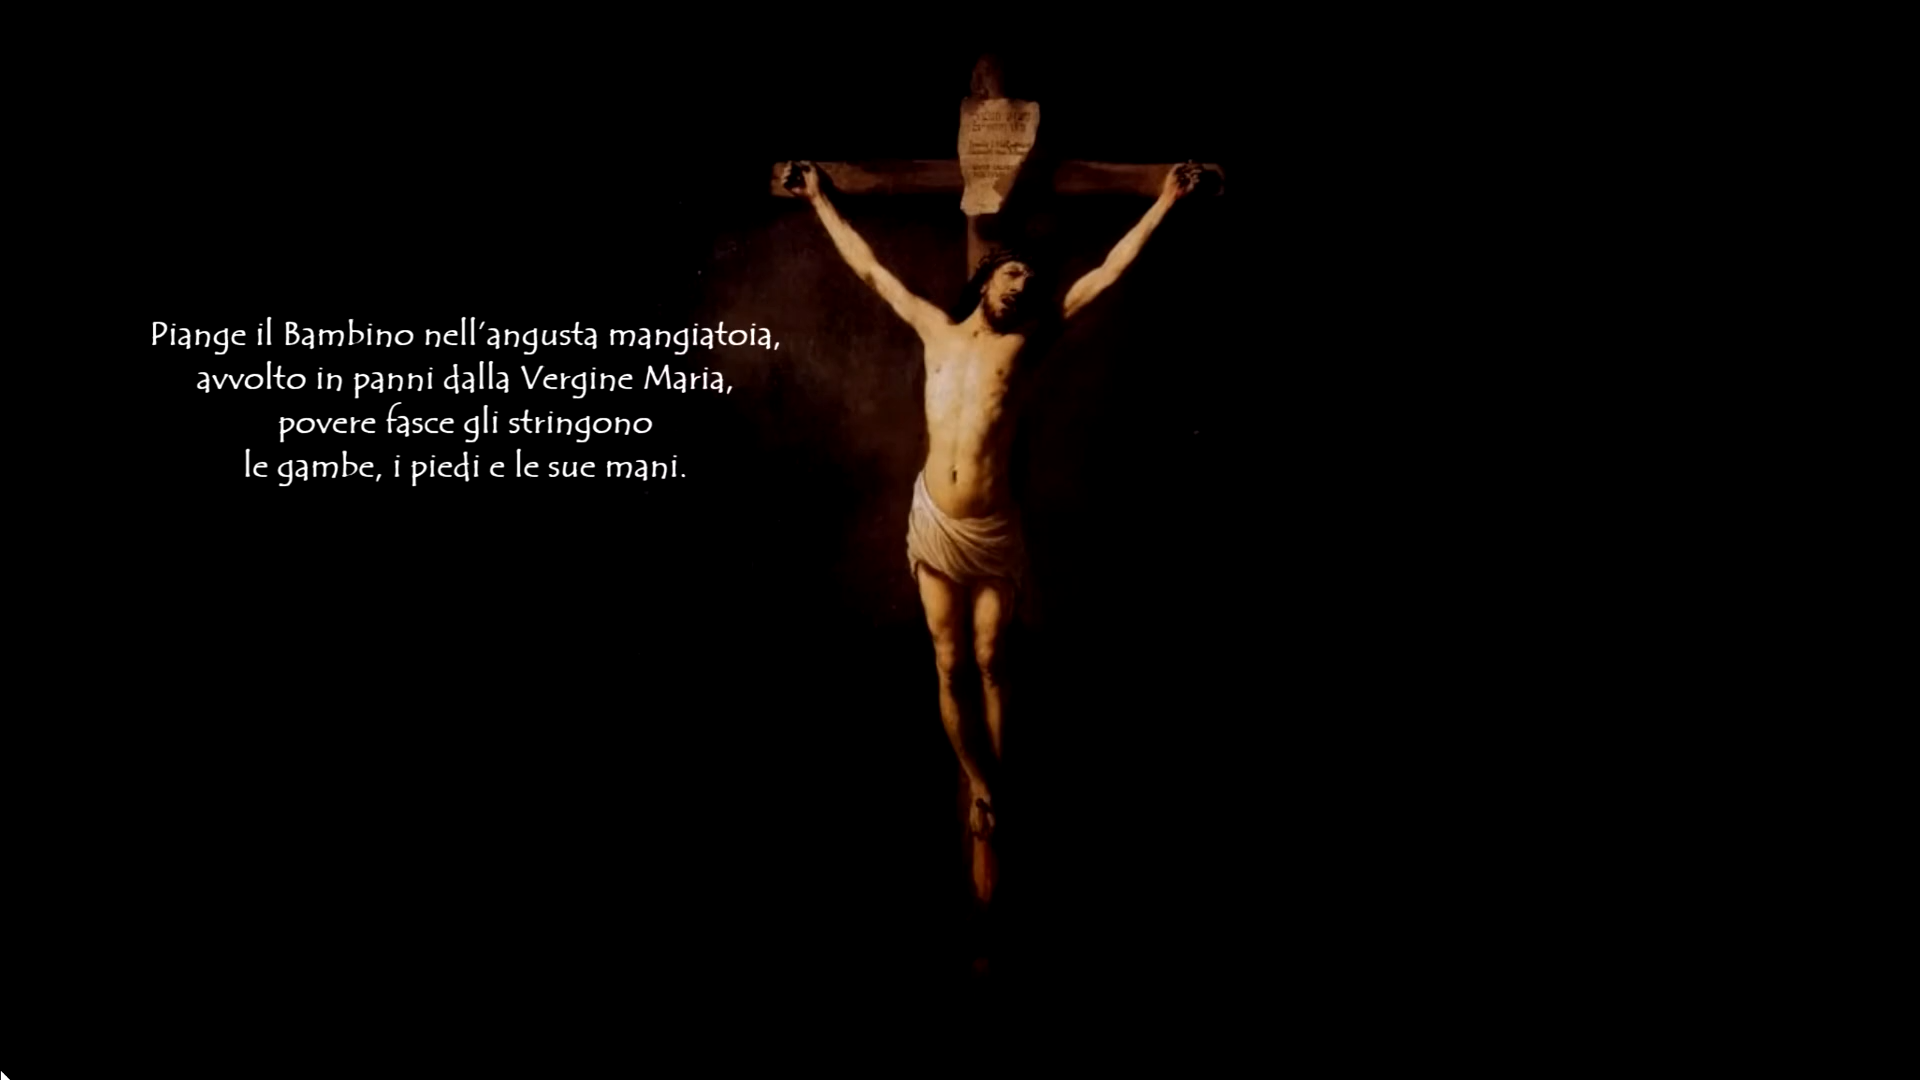 Piange il Bambino nell'angusta mangiatoia,
avvolto in panni dalla Vergine Maria,
povere fasce gli stringono
le gambe, i piedi e le sue mani.